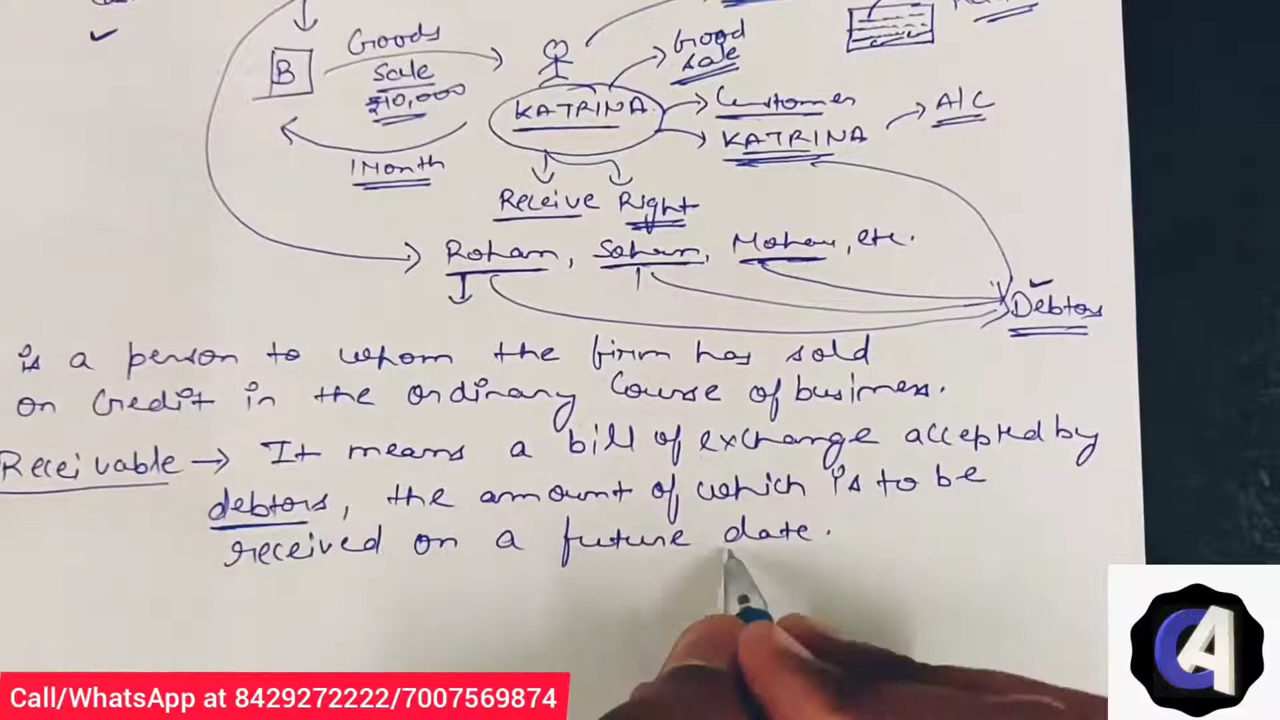 Goods
B
Sale
₹10,000
1 Month
KATRINA
Good
Sale
Customer
KATRINA
A/C
Receive Right
Rohan, Sohan, Mohan, etc.
Debtors
is a person to whom the firm has sold
on credit in the ordinary course of business.
Receivable → It means a bill of exchange accepted by
debtors, the amount of which is to be
received on a future date.
CA
Call/WhatsApp at 8429272222/7007569874